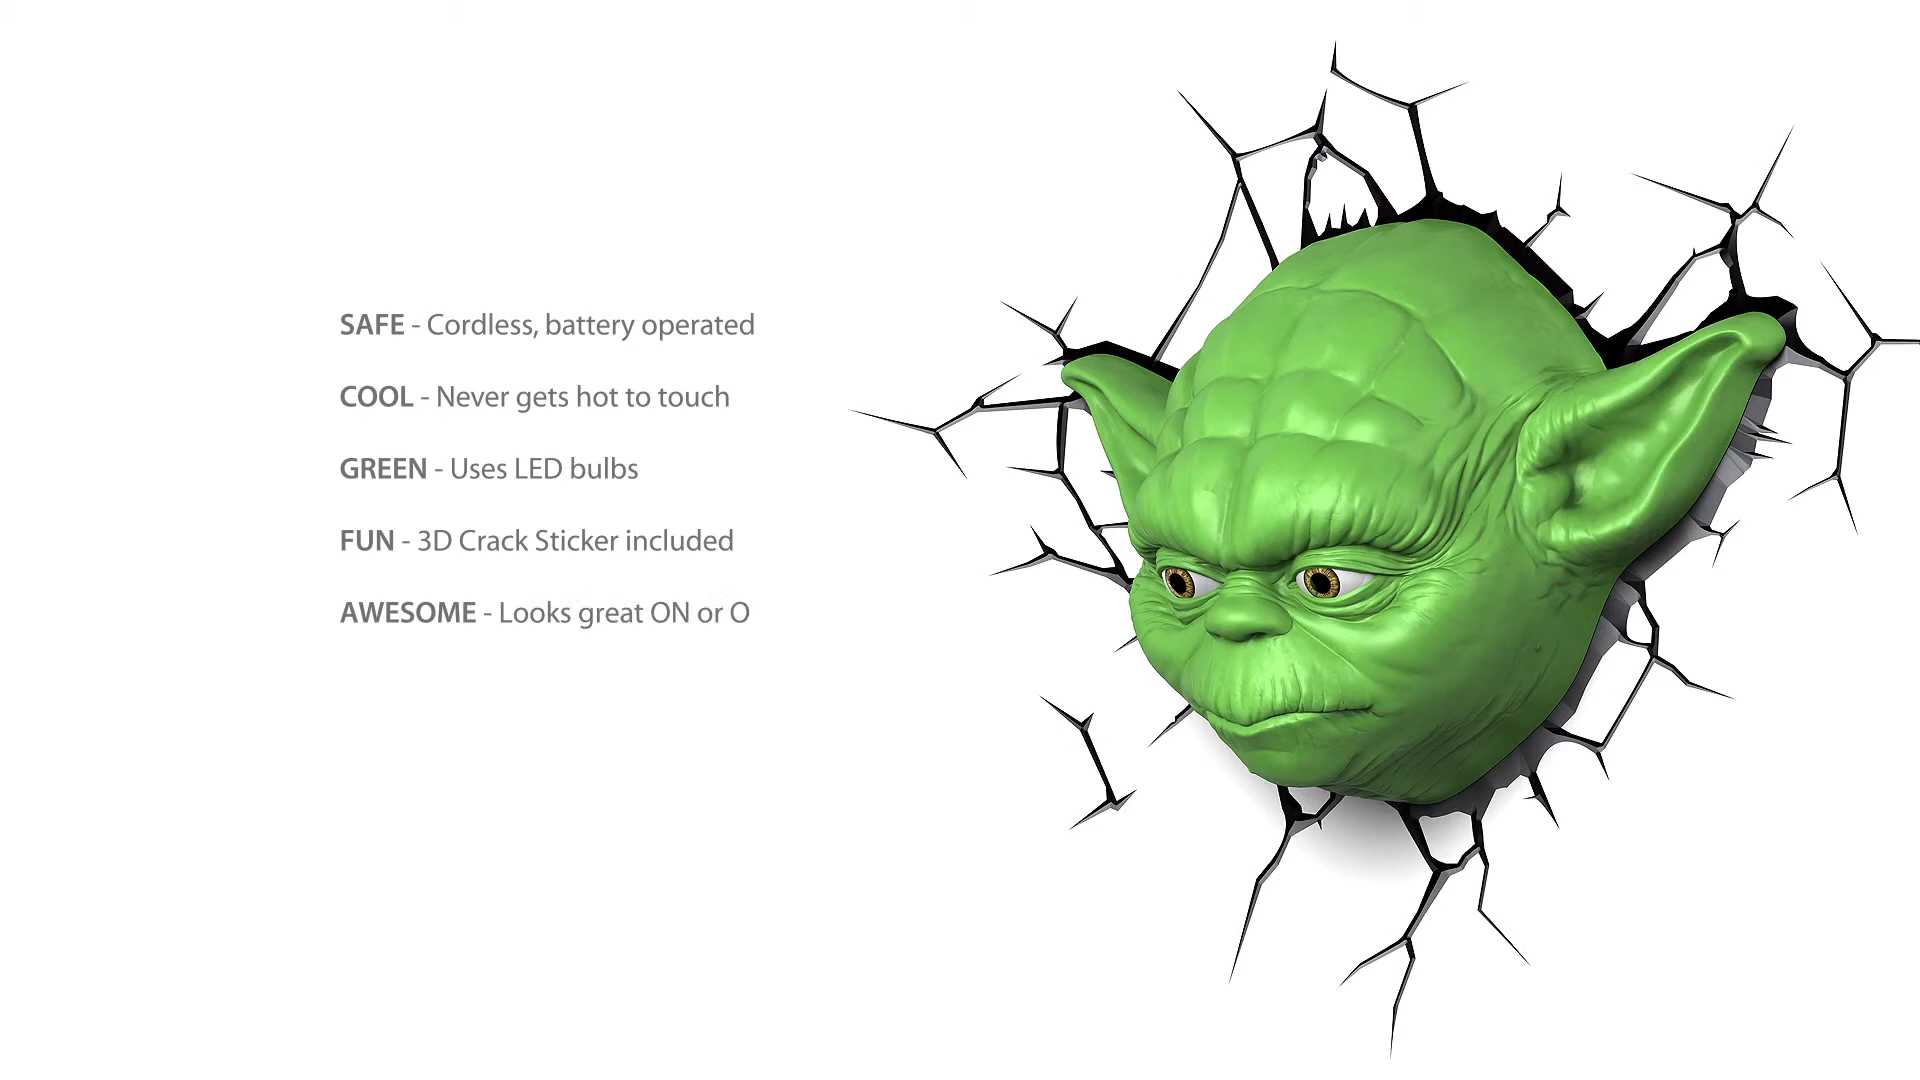 SAFE - Cordless, battery operated
COOL - Never gets hot to touch
GREEN - Uses LED bulbs
FUN - 3D Crack Sticker included
AWESOME - Looks great ON or O